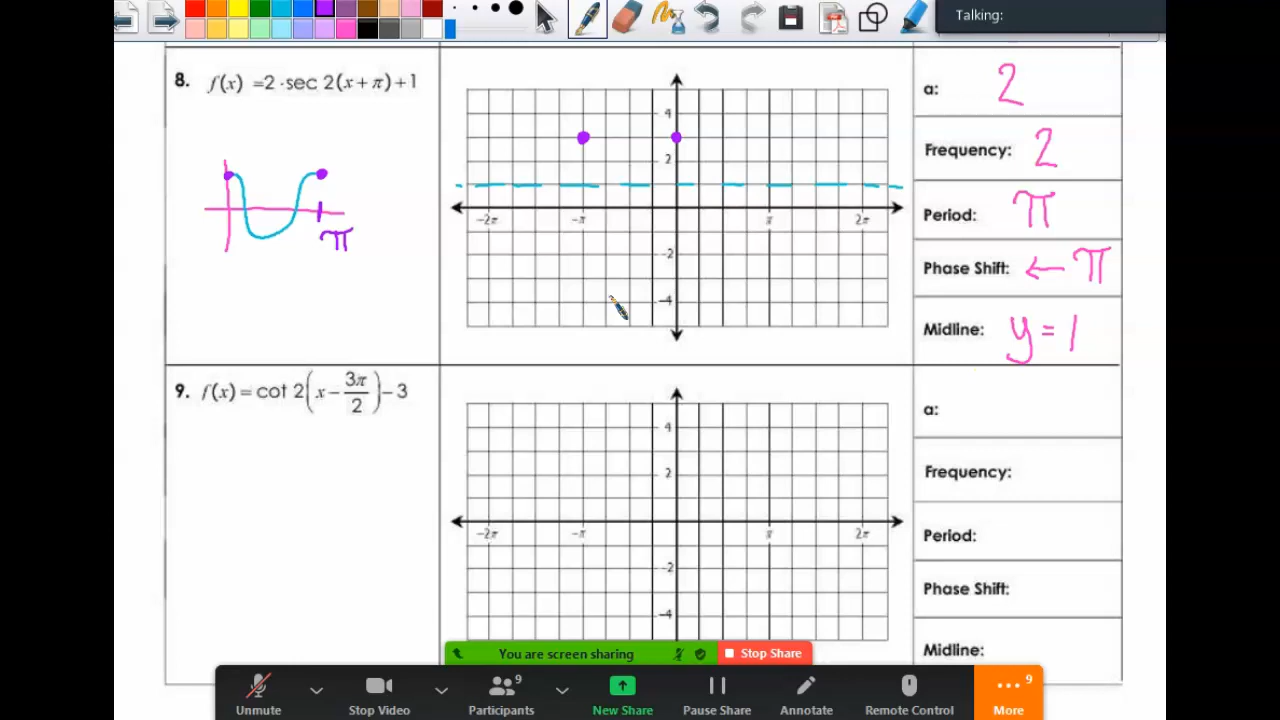 Talking:
8. f(x) =2·sec 2(x+π)+1
π
4
2
-2π -π π 2π
-2
-4
a: 2
Frequency: 2
Period: π
Phase Shift: ← π
Midline: y = 1
9. f(x) = cot 2(x − 3π/2) − 3
4
2
-2π -π π 2π
-2
-4
a:
Frequency:
Period:
Phase Shift:
Midline:
You are screen sharing Stop Share
9 9
Unmute Stop Video Participants New Share Pause Share Annotate Remote Control More